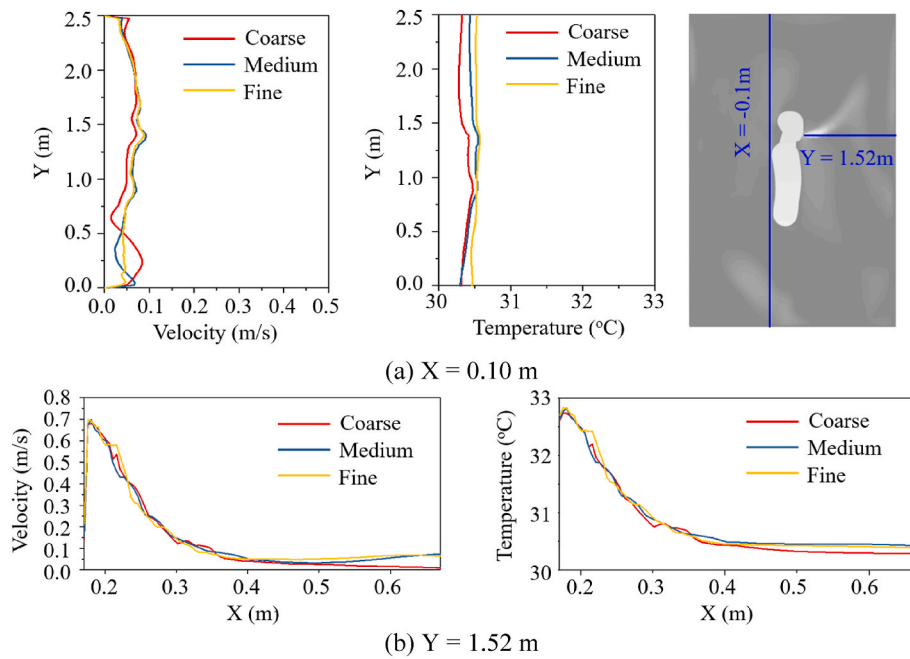 2.5
2.0
1.5
1.0
0.5
0.0
Y (m)
Coarse
Medium
Fine
0.0 0.1 0.2 0.3 0.4 0.5
Velocity (m/s)
2.5
2.0
1.5
1.0
0.5
0.0
Y (m)
Coarse
Medium
Fine
30 31 32 33 33
Temperature (°C)
X = -0.1m
Y = 1.52m
(a) X = 0.10 m
0.8
0.7
0.6
0.5
0.4
0.3
0.2
0.1
0.0
Velocity (m/s)
Coarse
Medium
Fine
0.2 0.3 0.4 0.5 0.6
X (m)
33
32
31
30
Temperature (°C)
Coarse
Medium
Fine
0.2 0.3 0.4 0.5 0.6
X (m)
(b) Y = 1.52 m